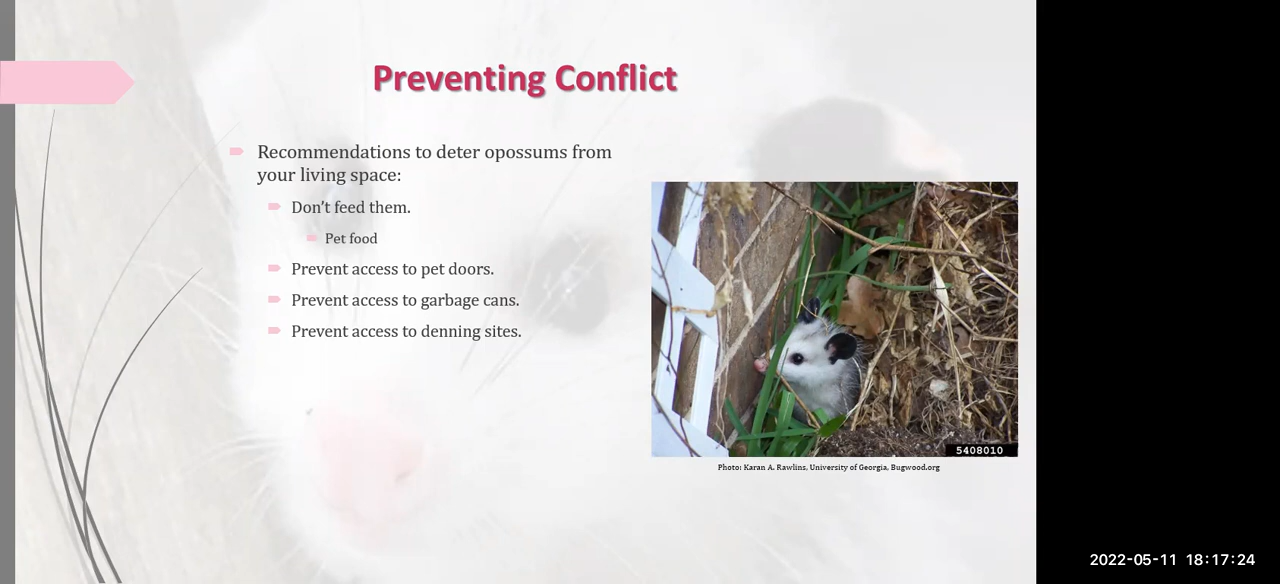 Preventing Conflict
Recommendations to deter opossums from
your living space:
Don't feed them.
Pet food
Prevent access to pet doors.
Prevent access to garbage cans.
Prevent access to denning sites.
5408010
Photo: Karan A. Rawlins, University of Georgia, Bugwood.org
2022-05-11 18:17:24